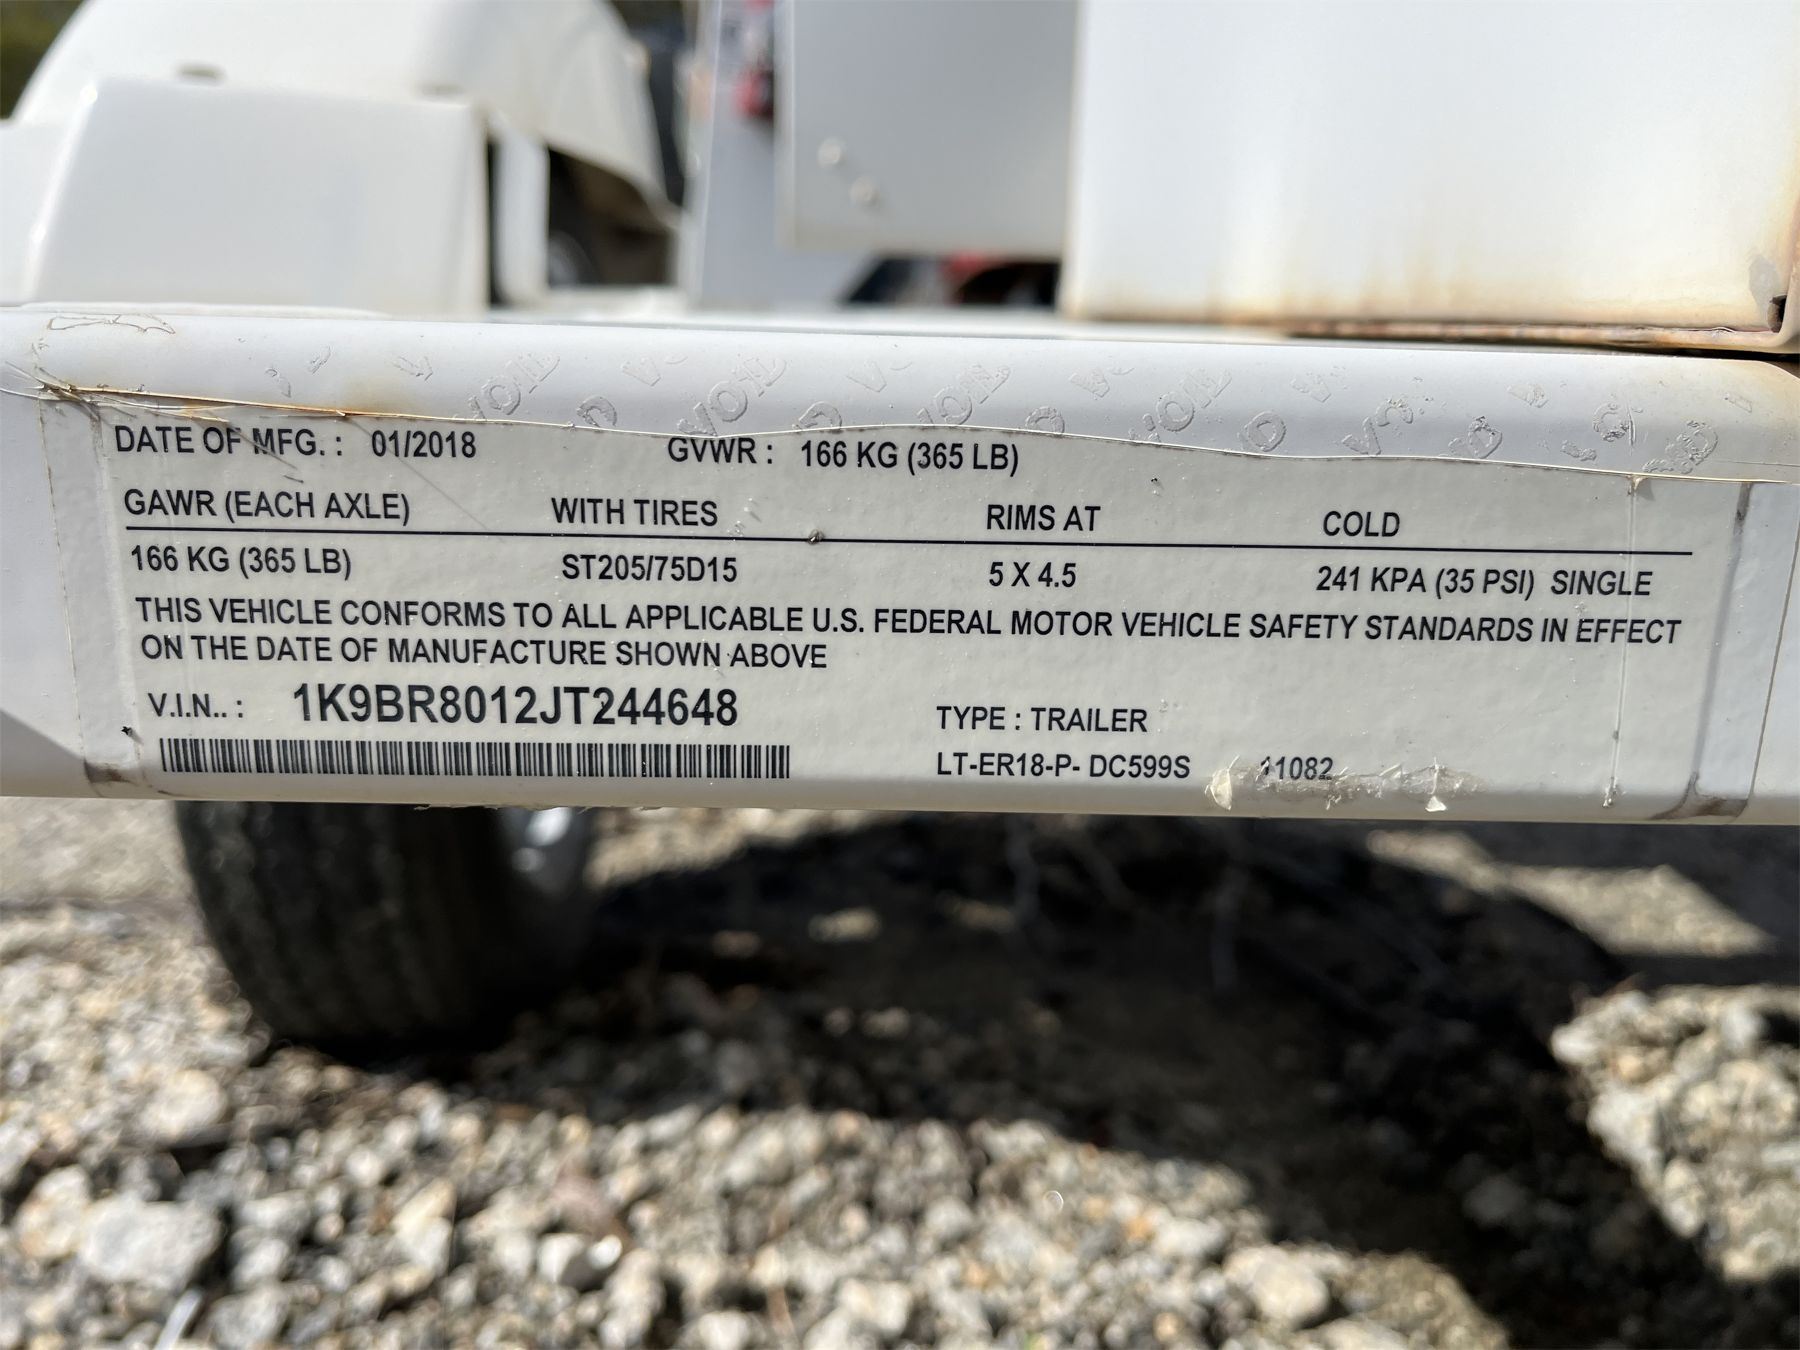 DATE OF MFG. : 01/2018 GVWR : 166 KG (365 LB)
GAWR (EACH AXLE) WITH TIRES RIMS AT COLD
166 KG (365 LB) ST205/75D15 5 X 4.5 241 KPA (35 PSI) SINGLE
THIS VEHICLE CONFORMS TO ALL APPLICABLE U.S. FEDERAL MOTOR VEHICLE SAFETY STANDARDS IN EFFECT
ON THE DATE OF MANUFACTURE SHOWN ABOVE
V.I.N.. : 1K9BR8012JT244648 TYPE : TRAILER
LT-ER18-P- DC599S 11082